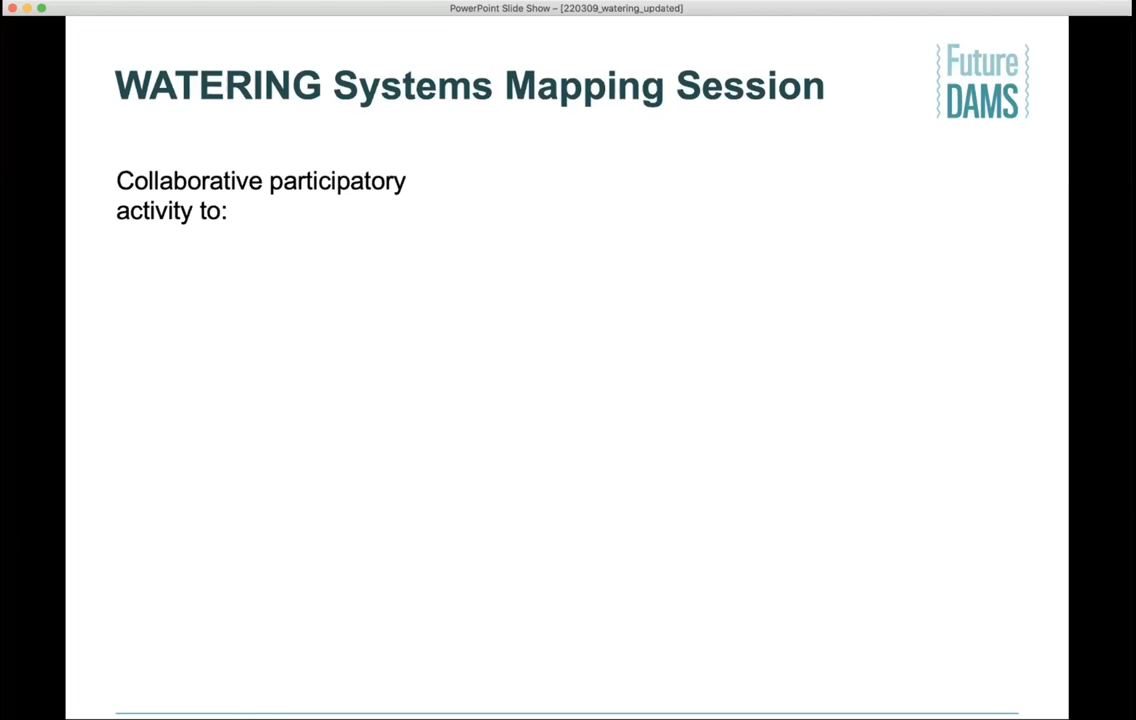 PowerPoint Slide Show – [220309_watering_updated]
WATERING Systems Mapping Session
Future
DAMS
Collaborative participatory
activity to: